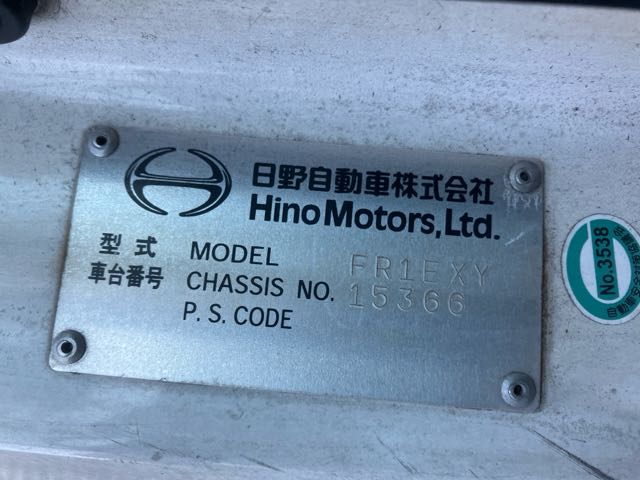 日野自動車株式会社
Hino Motors, Ltd.
型式 MODEL FR1EXY
車台番号 CHASSIS NO. 15366
P. S. CODE
No.3538